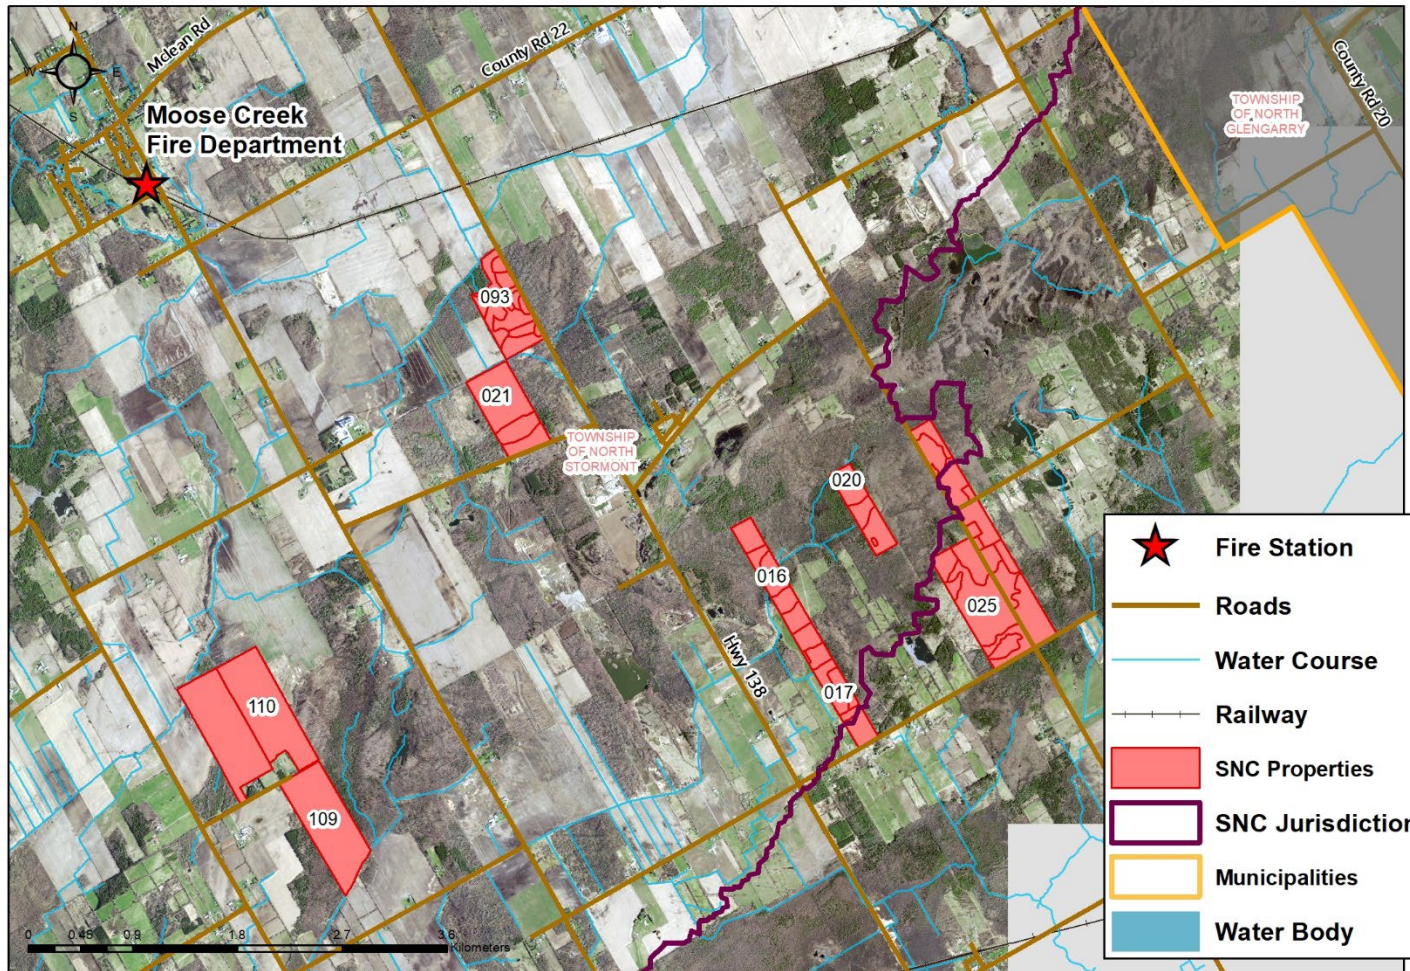 N
W
E
S
Mclean Rd
County Rd 22
County Rd 20
Moose Creek
Fire Department
TOWNSHIP
OF NORTH
GLENGARRY
093
021
TOWNSHIP
OF NORTH
STORMONT
020
016
025
017
Hwy 138
110
109
Fire Station
Roads
Water Course
Railway
SNC Properties
SNC Jurisdiction
Municipalities
Water Body
0 0.45 0.9 1.8 2.7 3.6
Kilometers